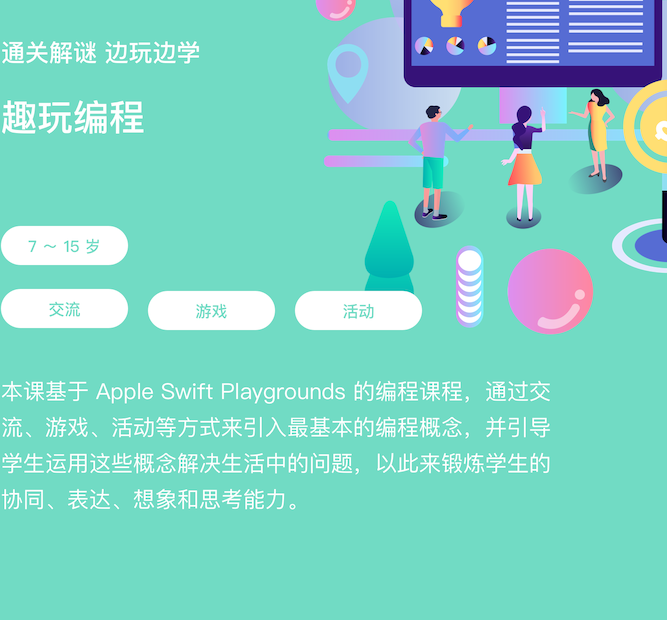 通关解谜 边玩边学
趣玩编程
7 ～ 15 岁
交流
游戏
活动
本课基于 Apple Swift Playgrounds 的编程课程，通过交
流、游戏、活动等方式来引入最基本的编程概念，并引导
学生运用这些概念解决生活中的问题，以此来锻炼学生的
协同、表达、想象和思考能力。